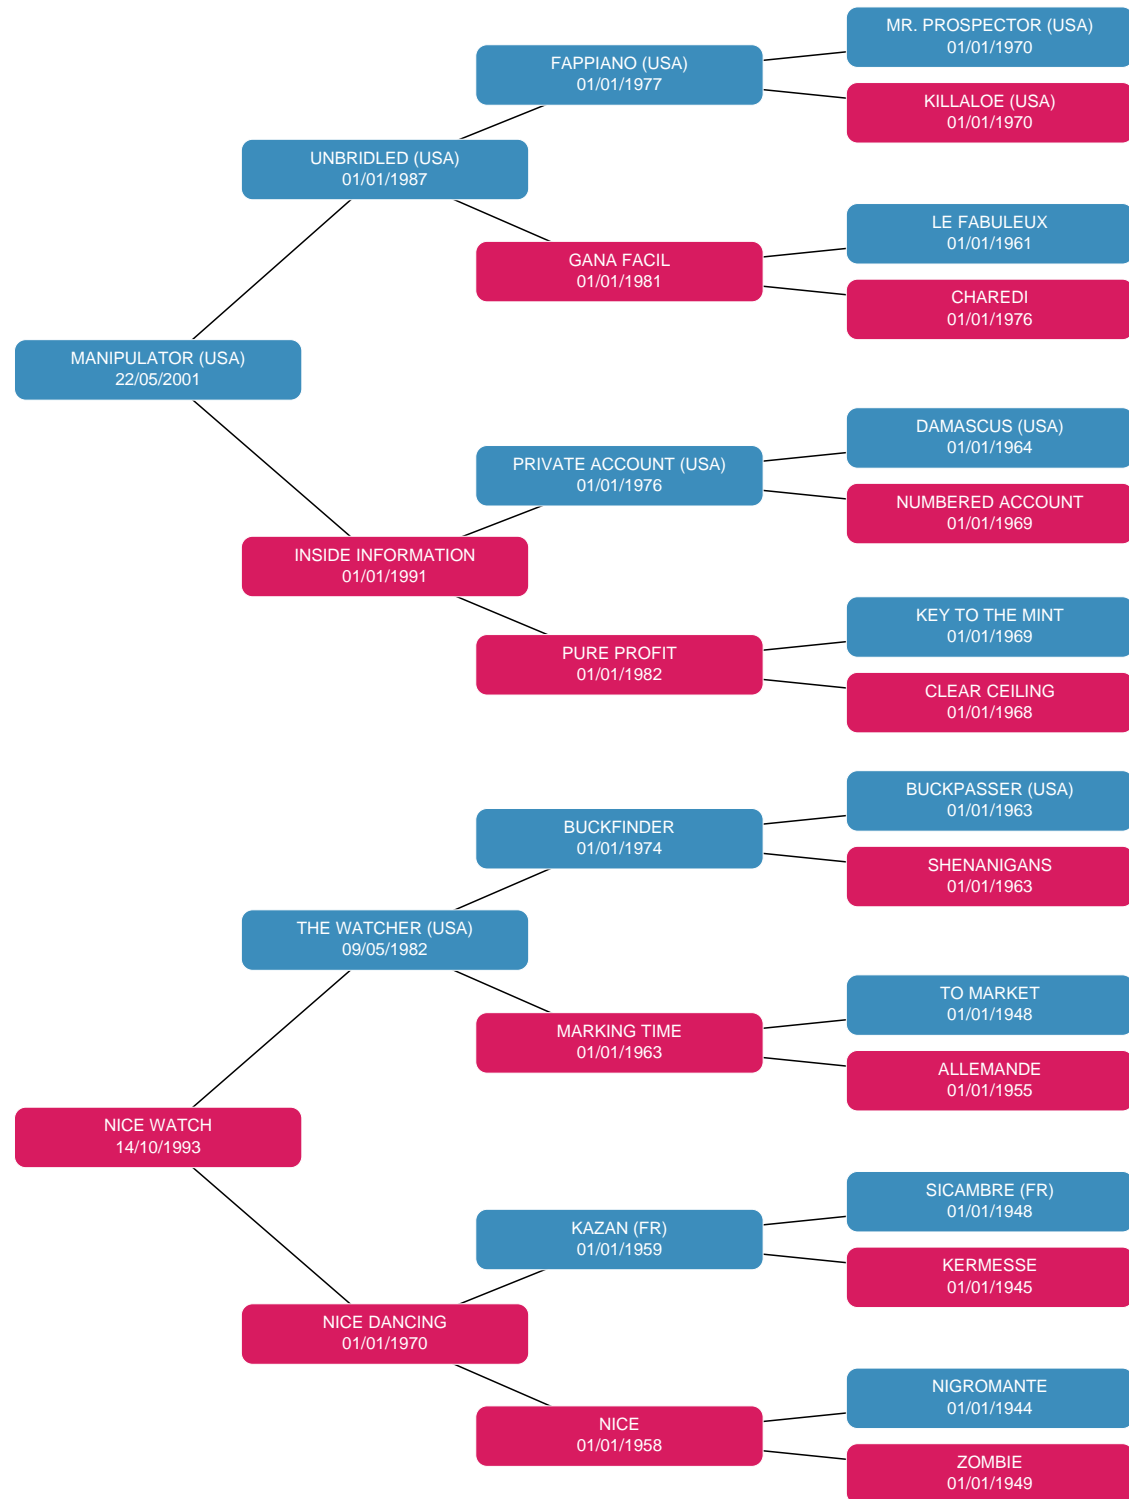 MR. PROSPECTOR (USA)
01/01/1970
FAPPIANO (USA)
01/01/1977
KILLALOE (USA)
01/01/1970
UNBRIDLED (USA)
01/01/1987
LE FABULEUX
01/01/1961
GANA FACIL
01/01/1981
CHAREDI
01/01/1976
MANIPULATOR (USA)
22/05/2001
DAMASCUS (USA)
01/01/1964
PRIVATE ACCOUNT (USA)
01/01/1976
NUMBERED ACCOUNT
01/01/1969
INSIDE INFORMATION
01/01/1991
KEY TO THE MINT
01/01/1969
PURE PROFIT
01/01/1982
CLEAR CEILING
01/01/1968
BUCKPASSER (USA)
01/01/1963
BUCKFINDER
01/01/1974
SHENANIGANS
01/01/1963
THE WATCHER (USA)
09/05/1982
TO MARKET
01/01/1948
MARKING TIME
01/01/1963
ALLEMANDE
01/01/1955
NICE WATCH
14/10/1993
SICAMBRE (FR)
01/01/1948
KAZAN (FR)
01/01/1959
KERMESSE
01/01/1945
NICE DANCING
01/01/1970
NIGROMANTE
01/01/1944
NICE
01/01/1958
ZOMBIE
01/01/1949